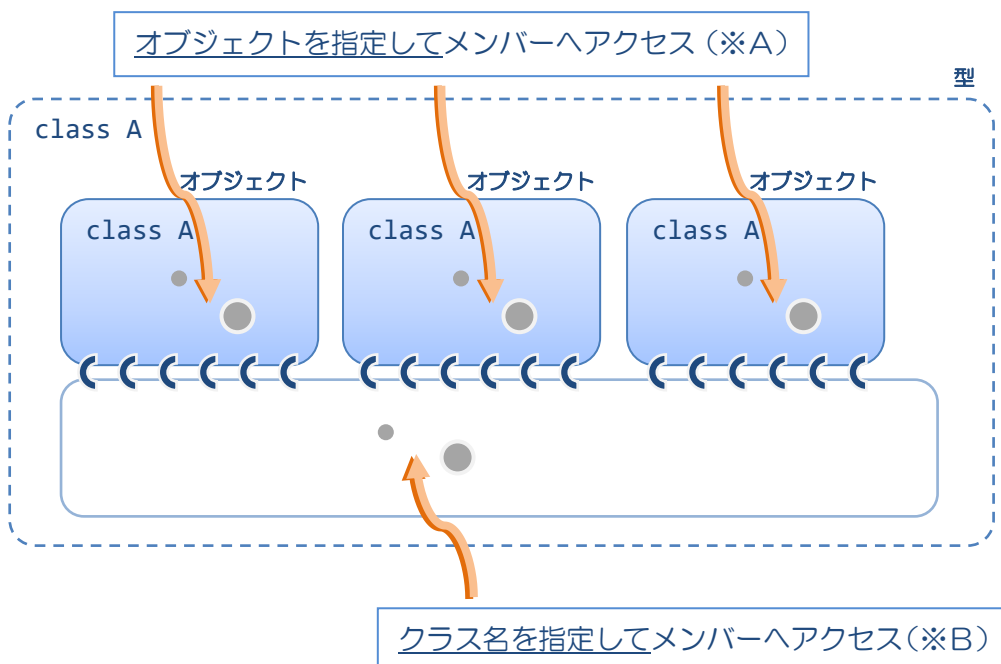 オブジェクトを指定してメンバーへアクセス（※A）
型
class A
オブジェクト
オブジェクト
オブジェクト
class A
class A
class A
クラス名を指定してメンバーへアクセス（※B）